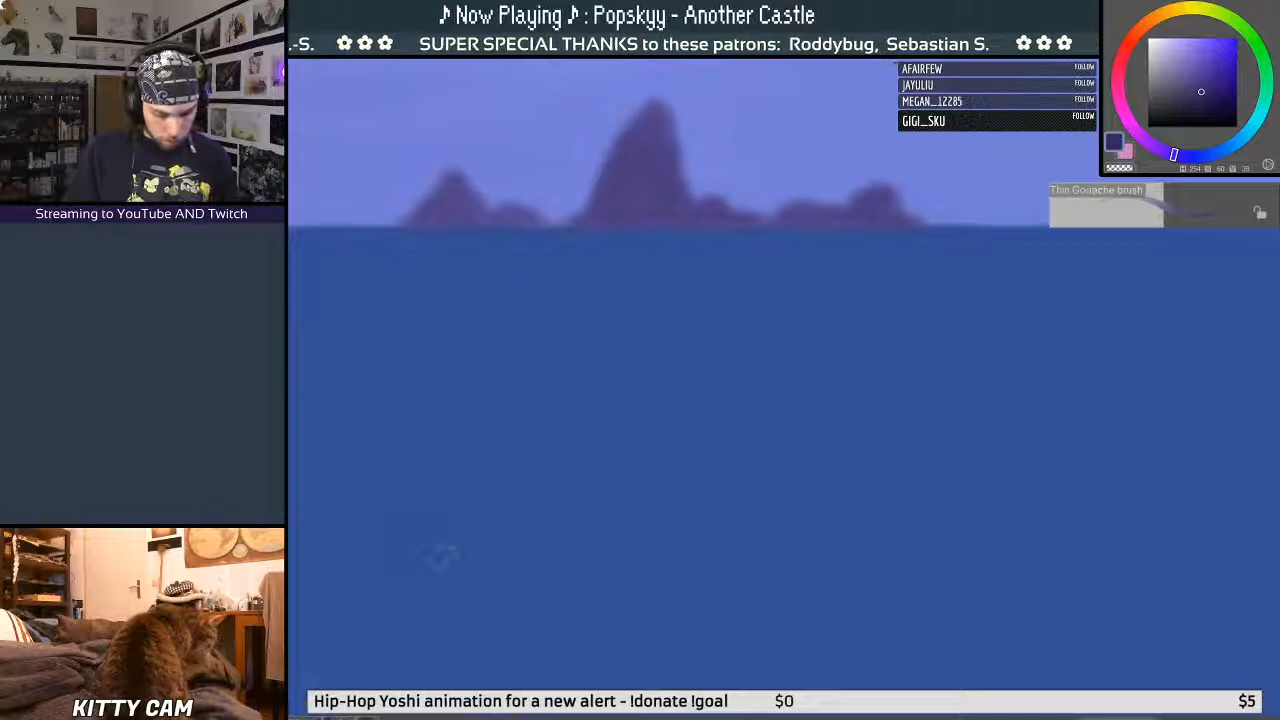 ♪ Now Playing ♪ : Popskyy - Another Castle
.-S. ✿ ✿ ✿ SUPER SPECIAL THANKS to these patrons: Roddybug, Sebastian S. ✿ ✿ ✿
AFAIRFEW FOLLOW
JAYULIU FOLLOW
MEGAN_12285 FOLLOW
GIGI_SKU FOLLOW
Thin Gouache brush
Streaming to YouTube AND Twitch
KITTY CAM
Hip-Hop Yoshi animation for a new alert - !donate !goal $0 $5